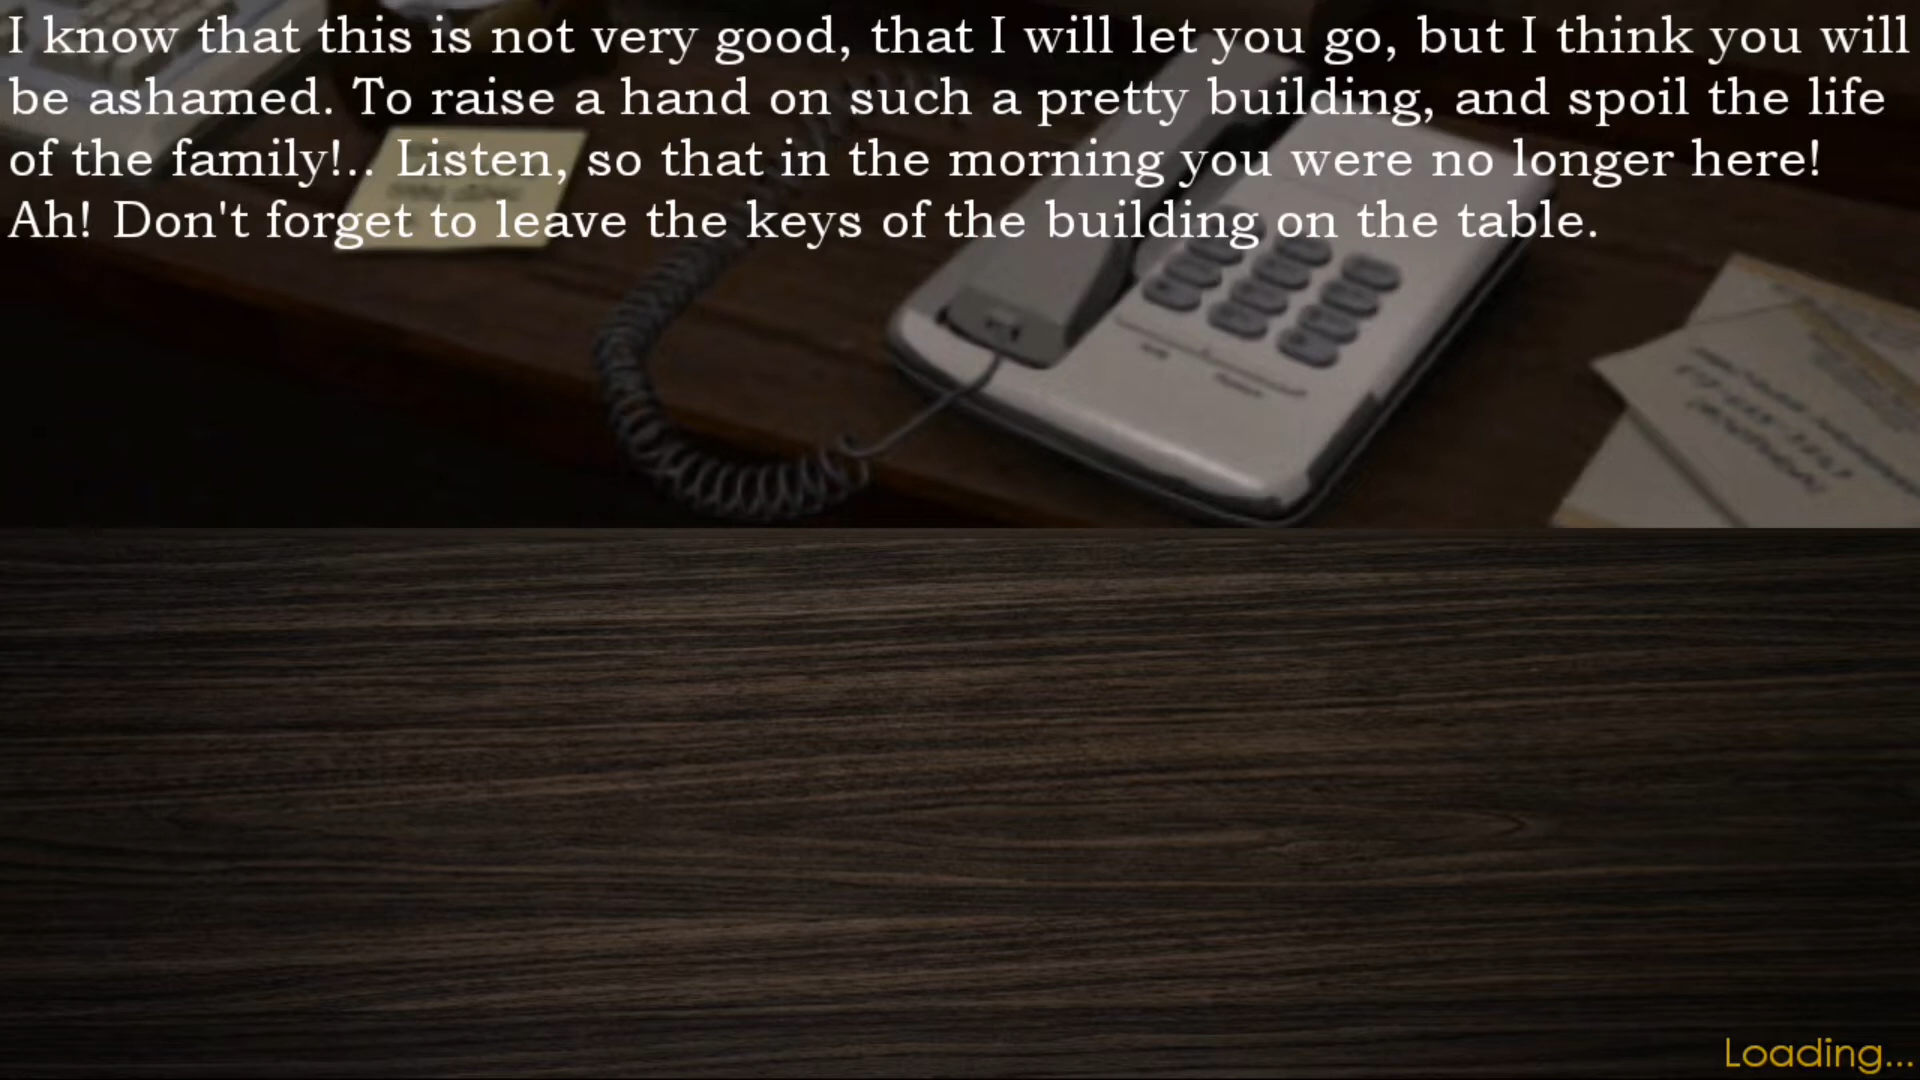 I know that this is not very good, that I will let you go, but I think you will
be ashamed. To raise a hand on such a pretty building, and spoil the life
of the family!.. Listen, so that in the morning you were no longer here!
Ah! Don't forget to leave the keys of the building on the table.
Loading...